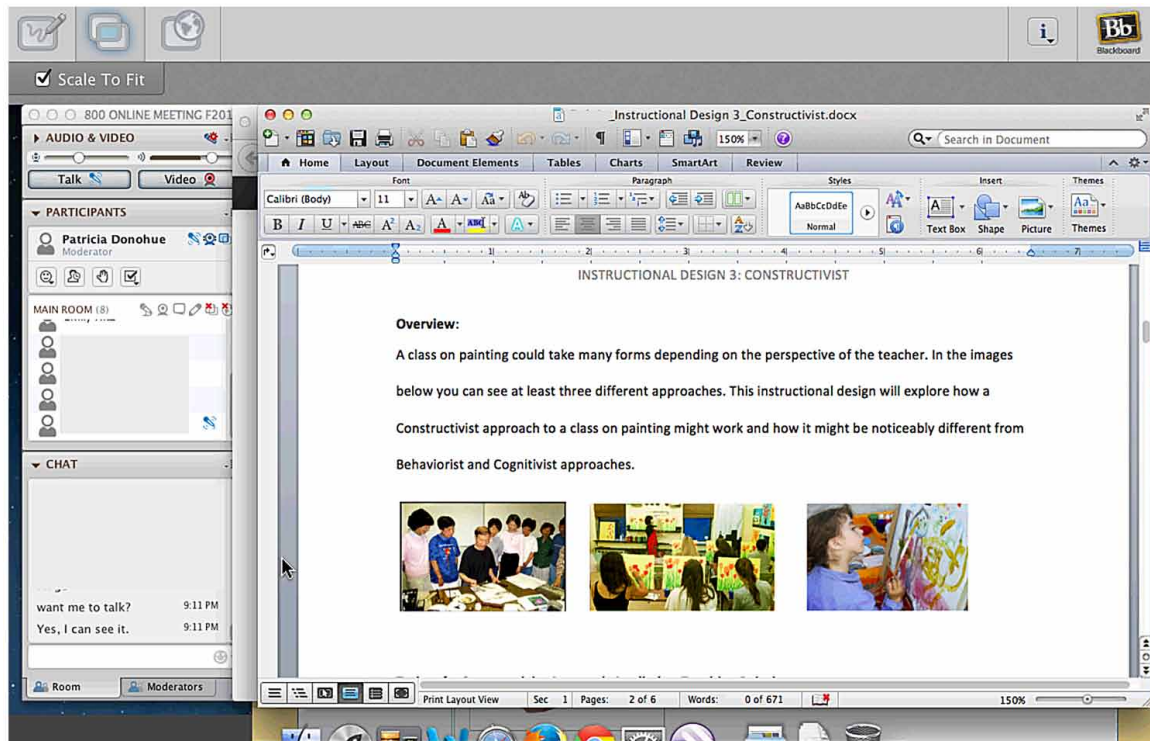 Bb
Blackboard
Scale To Fit
800 ONLINE MEETING F201
AUDIO & VIDEO
Talk
Video
PARTICIPANTS
Patricia Donohue
Moderator
MAIN ROOM (8)
CHAT
want me to talk? 9:11 PM
Yes, I can see it. 9:11 PM
Room
Moderators
_Instructional Design 3_Constructivist.docx
150%
Search in Document
Home Layout Document Elements Tables Charts SmartArt Review
Font Paragraph Styles Insert Themes
Calibri (Body) 11
AaBbCcDdEe
Normal
Text Box Shape Picture Themes
INSTRUCTIONAL DESIGN 3: CONSTRUCTIVIST
Overview:
A class on painting could take many forms depending on the perspective of the teacher. In the images
below you can see at least three different approaches. This instructional design will explore how a
Constructivist approach to a class on painting might work and how it might be noticeably different from
Behaviorist and Cognitivist approaches.
Print Layout View Sec 1 Pages: 2 of 6 Words: 0 of 671 150%